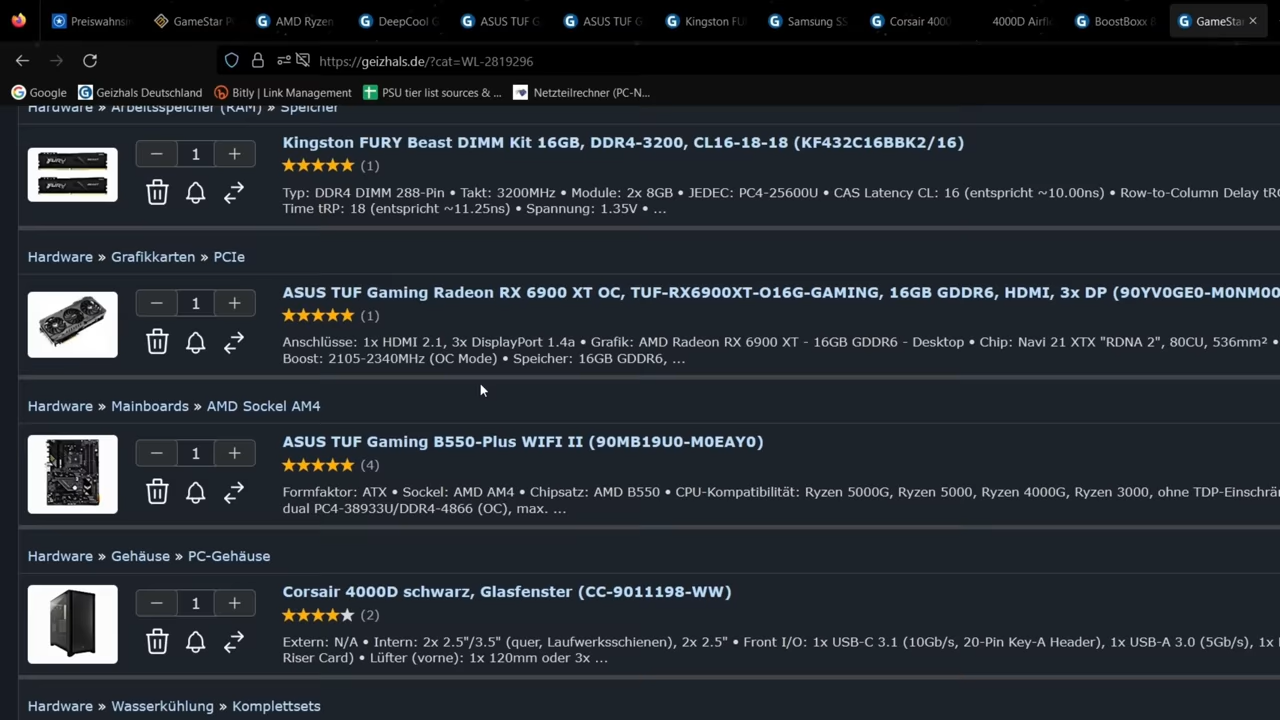 Preiswahnsin
GameStar P
AMD Ryzen
DeepCool G
ASUS TUF G
ASUS TUF G
Kingston FU
Samsung SS
Corsair 4000
4000D Airfl
BoostBoxx B
GameStar
https://geizhals.de/?cat=WL-2819296
Google
Geizhals Deutschland
Bitly | Link Management
PSU tier list sources & ...
Netzteilrechner (PC-N...
Hardware » Arbeitsspeicher (RAM) » Speicher
1
Kingston FURY Beast DIMM Kit 16GB, DDR4-3200, CL16-18-18 (KF432C16BBK2/16)
(1)
Typ: DDR4 DIMM 288-Pin • Takt: 3200MHz • Module: 2x 8GB • JEDEC: PC4-25600U • CAS Latency CL: 16 (entspricht ~10.00ns) • Row-to-Column Delay tR
Time tRP: 18 (entspricht ~11.25ns) • Spannung: 1.35V • ...
Hardware » Grafikkarten » PCIe
1
ASUS TUF Gaming Radeon RX 6900 XT OC, TUF-RX6900XT-O16G-GAMING, 16GB GDDR6, HDMI, 3x DP (90YV0GE0-M0NM00
(1)
Anschlüsse: 1x HDMI 2.1, 3x DisplayPort 1.4a • Grafik: AMD Radeon RX 6900 XT - 16GB GDDR6 - Desktop • Chip: Navi 21 XTX "RDNA 2", 80CU, 536mm² •
Boost: 2105-2340MHz (OC Mode) • Speicher: 16GB GDDR6, ...
Hardware » Mainboards » AMD Sockel AM4
1
ASUS TUF Gaming B550-Plus WIFI II (90MB19U0-M0EAY0)
(4)
Formfaktor: ATX • Sockel: AMD AM4 • Chipsatz: AMD B550 • CPU-Kompatibilität: Ryzen 5000G, Ryzen 5000, Ryzen 4000G, Ryzen 3000, ohne TDP-Einschrä
dual PC4-38933U/DDR4-4866 (OC), max. ...
Hardware » Gehäuse » PC-Gehäuse
1
Corsair 4000D schwarz, Glasfenster (CC-9011198-WW)
(2)
Extern: N/A • Intern: 2x 2.5"/3.5" (quer, Laufwerksschienen), 2x 2.5" • Front I/O: 1x USB-C 3.1 (10Gb/s, 20-Pin Key-A Header), 1x USB-A 3.0 (5Gb/s), 1x
Riser Card) • Lüfter (vorne): 1x 120mm oder 3x ...
Hardware » Wasserkühlung » Komplettsets